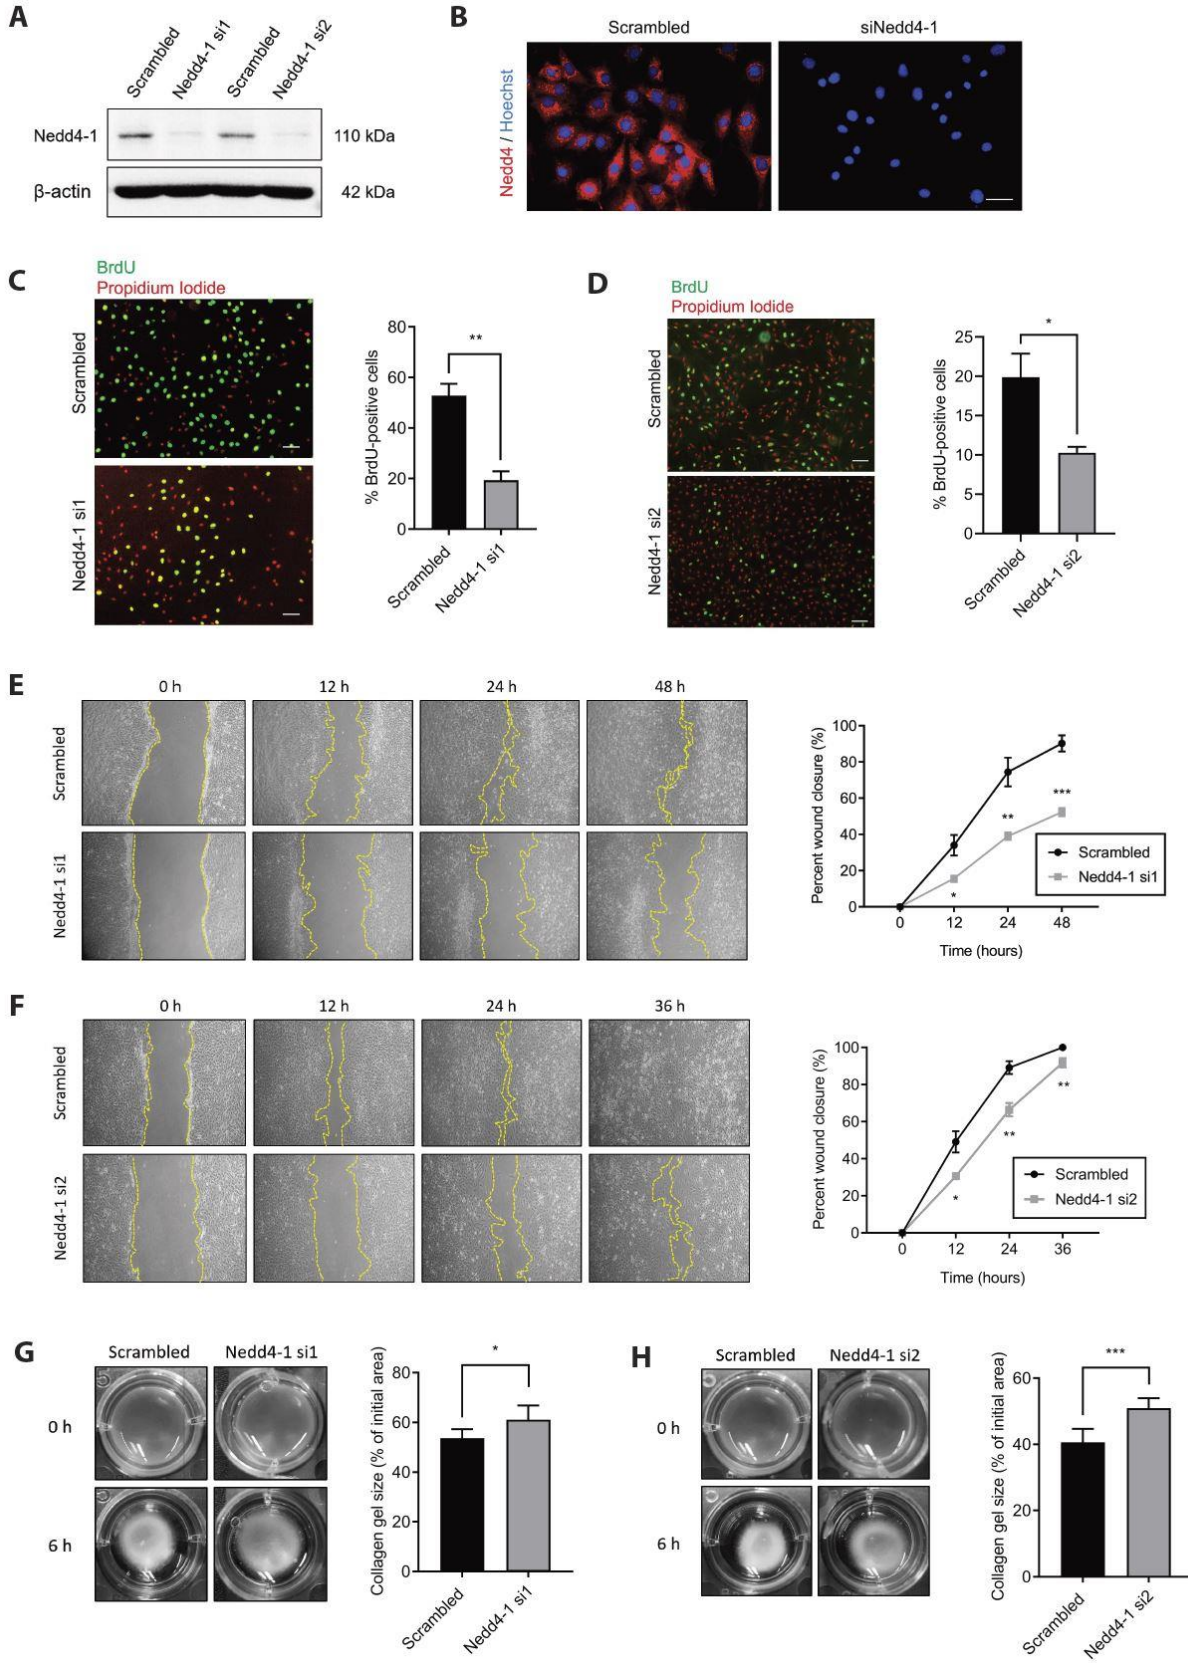 A
Scrambled
Nedd4-1 si1
Scrambled
Nedd4-1 si2
Nedd4-1
110 kDa
β-actin
42 kDa
B
Scrambled
siNedd4-1
Nedd4 / Hoechst
C
BrdU
Propidium Iodide
Scrambled
Nedd4-1 si1
% BrdU-positive cells
80
60
40
20
0
**
Scrambled
Nedd4-1 si1
D
BrdU
Propidium Iodide
Scrambled
Nedd4-1 si2
% BrdU-positive cells
25
20
15
10
5
0
*
Scrambled
Nedd4-1 si2
E
0 h
12 h
24 h
48 h
Scrambled
Nedd4-1 si1
Percent wound closure (%)
100
80
60
40
20
0
*
**
***
Scrambled
Nedd4-1 si1
0
12
24
48
Time (hours)
F
0 h
12 h
24 h
36 h
Scrambled
Nedd4-1 si2
Percent wound closure (%)
100
80
60
40
20
0
*
**
**
Scrambled
Nedd4-1 si2
0
12
24
36
Time (hours)
G
Scrambled
Nedd4-1 si1
0 h
6 h
Collagen gel size (% of initial area)
80
60
40
20
0
*
Scrambled
Nedd4-1 si1
H
Scrambled
Nedd4-1 si2
0 h
6 h
Collagen gel size (% of initial area)
60
40
20
0
***
Scrambled
Nedd4-1 si2